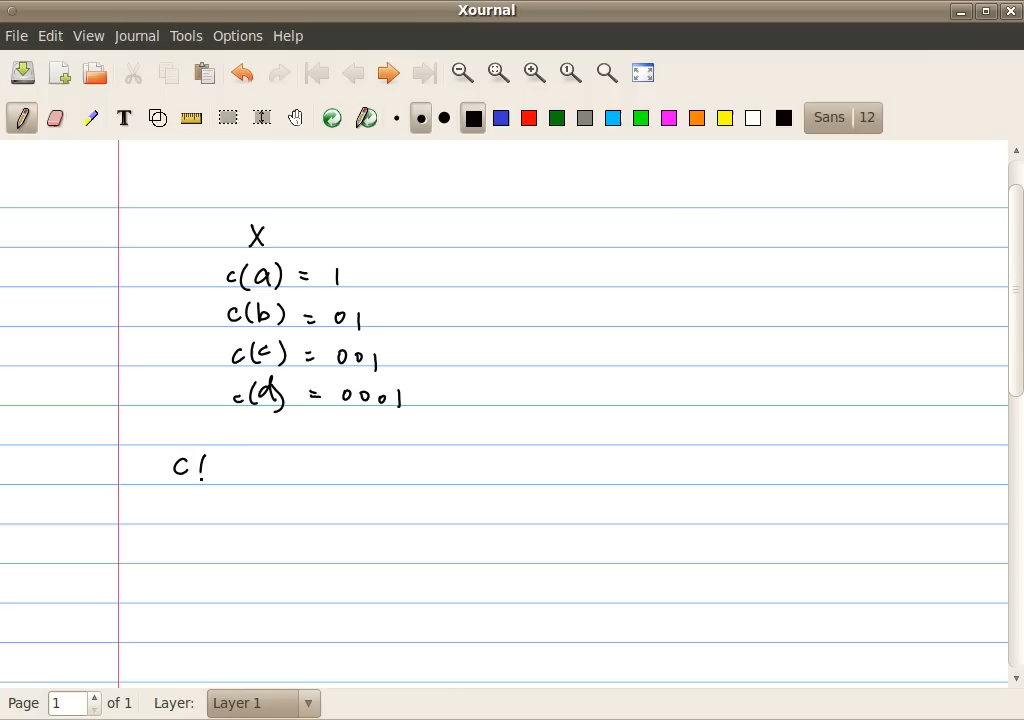 Xournal
File Edit View Journal Tools Options Help
T Sans 12
X
c(a) = 1
c(b) = 01
c(c) = 001
c(d) = 0001
C!
Page 1 of 1 Layer: Layer 1